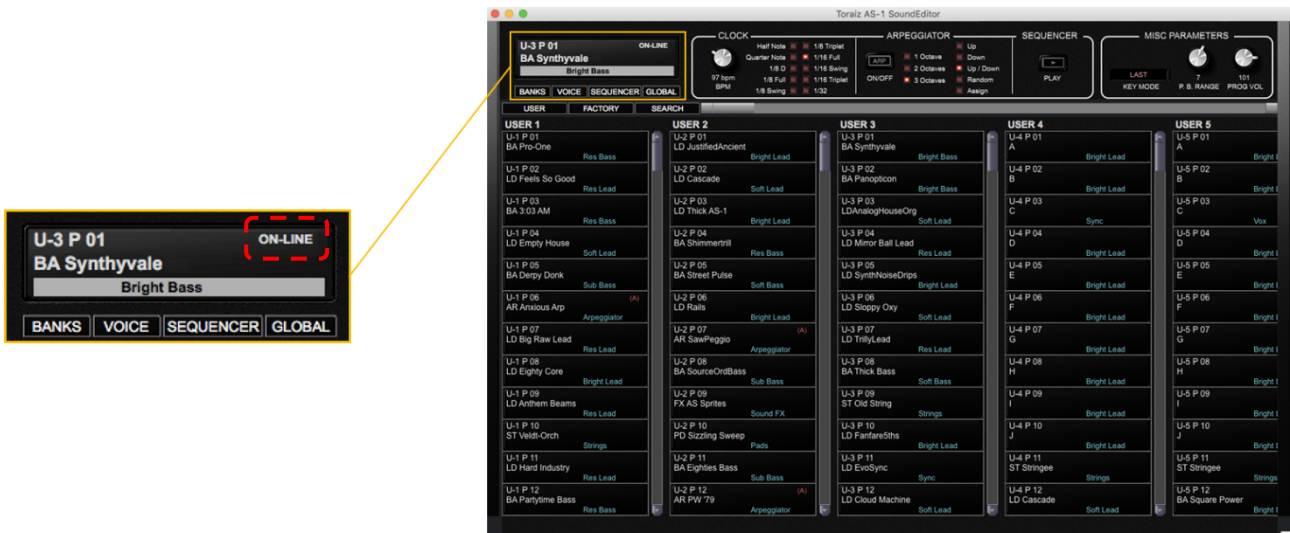 U-3 P 01 ON-LINE
BA Synthyvale
Bright Bass
BANKS VOICE SEQUENCER GLOBAL
Toraiz AS-1 SoundEditor
U-3 P 01 ON-LINE
BA Synthyvale
Bright Bass
BANKS VOICE SEQUENCER GLOBAL
CLOCK
97 bpm
BPM
Half Note 1/8 Triplet
Quarter Note 1/16 Full
1/8 D 1/16 Swing
1/8 Full 1/16 Triplet
1/8 Swing 1/32
ARPEGGIATOR
ARP
ON/OFF
1 Octave
2 Octaves
3 Octaves
Up
Down
Up / Down
Random
Assign
SEQUENCER
PLAY
MISC PARAMETERS
LAST
KEY MODE
7
P. B. RANGE
101
PROG VOL
USER FACTORY SEARCH
USER 1
U-1 P 01
BA Pro-One
Res Bass
U-1 P 02
LD Feels So Good
Res Lead
U-1 P 03
BA 3:03 AM
Res Bass
U-1 P 04
LD Empty House
Soft Lead
U-1 P 05
BA Derpy Donk
Sub Bass
U-1 P 06 (A)
AR Anxious Arp
Arpeggiator
U-1 P 07
LD Big Raw Lead
Res Lead
U-1 P 08
LD Eighty Core
Bright Lead
U-1 P 09
LD Anthem Beams
Res Lead
U-1 P 10
ST Veldt-Orch
Strings
U-1 P 11
LD Hard Industry
Res Lead
U-1 P 12
BA Partytime Bass
Res Bass
USER 2
U-2 P 01
LD JustifiedAncient
Bright Lead
U-2 P 02
LD Cascade
Soft Lead
U-2 P 03
LD Thick AS-1
Bright Lead
U-2 P 04
BA Shimmertrill
Res Bass
U-2 P 05
BA Street Pulse
Soft Bass
U-2 P 06
LD Rails
Bright Lead
U-2 P 07 (A)
AR SawPeggio
Arpeggiator
U-2 P 08
BA SourceOrdBass
Sub Bass
U-2 P 09
FX AS Sprites
Sound FX
U-2 P 10
PD Sizzling Sweep
Pads
U-2 P 11
BA Eighties Bass
Sub Bass
U-2 P 12 (A)
AR PW '79
Arpeggiator
USER 3
U-3 P 01
BA Synthyvale
Bright Bass
U-3 P 02
BA Panopticon
Bright Bass
U-3 P 03
LDAnalogHouseOrg
Soft Lead
U-3 P 04
LD Mirror Ball Lead
Res Lead
U-3 P 05
LD SynthNoiseDrips
Bright Lead
U-3 P 06
LD Sloppy Oxy
Soft Lead
U-3 P 07
LD TrillyLead
Res Lead
U-3 P 08
BA Thick Bass
Soft Bass
U-3 P 09
ST Old String
Strings
U-3 P 10
LD Fanfare5ths
Bright Lead
U-3 P 11
LD EvoSync
Sync
U-3 P 12
LD Cloud Machine
Soft Lead
USER 4
U-4 P 01
A
Bright Lead
U-4 P 02
B
Bright Lead
U-4 P 03
C
Sync
U-4 P 04
D
Bright Lead
U-4 P 05
E
Bright Lead
U-4 P 06
F
Bright Lead
U-4 P 07
G
Bright Lead
U-4 P 08
H
Bright Lead
U-4 P 09
I
Bright Lead
U-4 P 10
J
Bright Lead
U-4 P 11
ST Stringee
Strings
U-4 P 12
LD Cascade
Soft Lead
USER 5
U-5 P 01
A
Bright
U-5 P 02
B
Bright
U-5 P 03
C
Vox
U-5 P 04
D
Bright
U-5 P 05
E
Bright
U-5 P 06
F
Bright
U-5 P 07
G
Bright
U-5 P 08
H
Bright
U-5 P 09
I
Bright
U-5 P 10
J
Bright
U-5 P 11
ST Stringee
Strings
U-5 P 12
BA Square Power
Bright